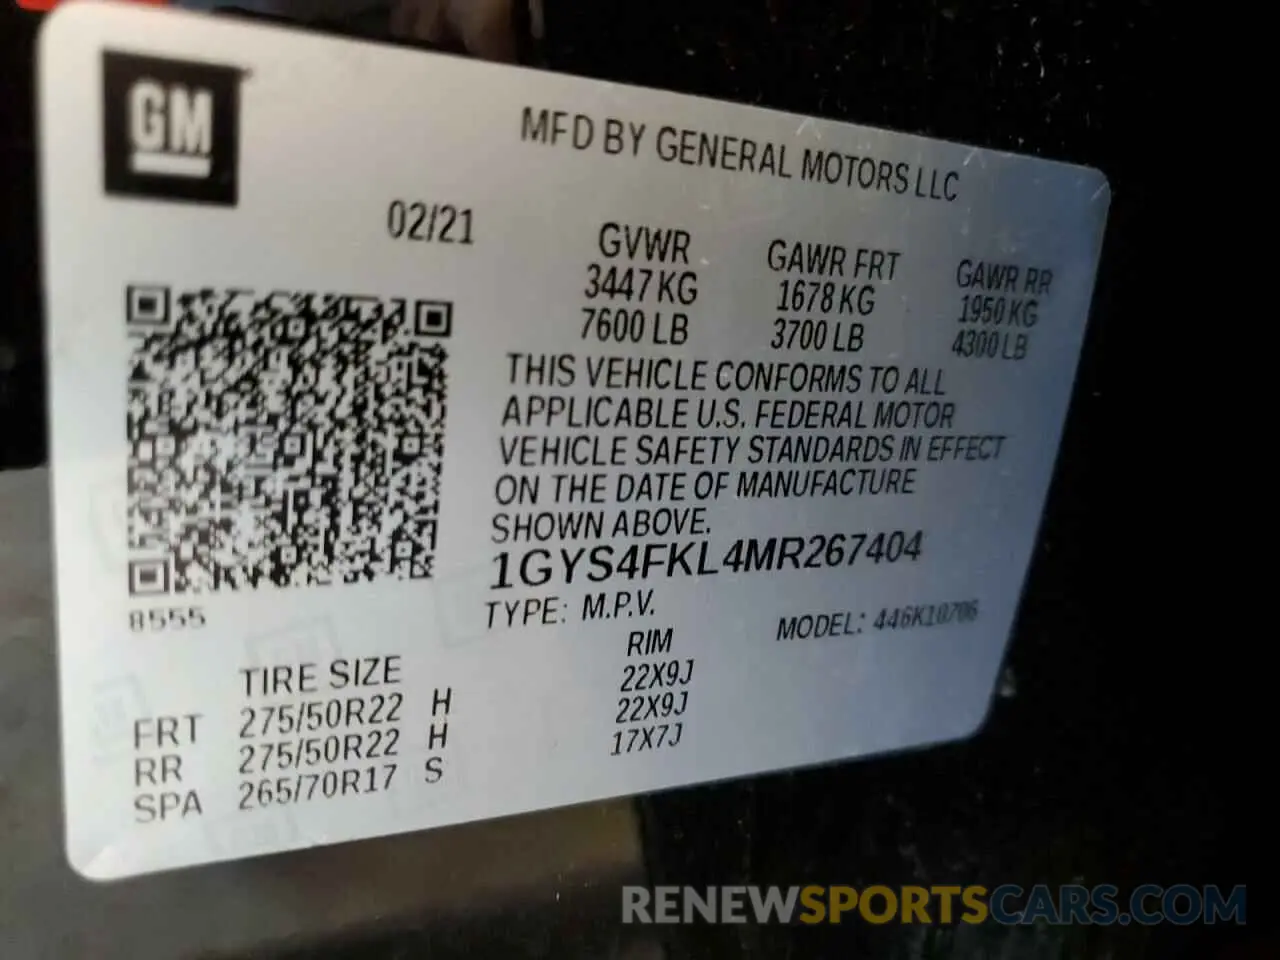 GM
MFD BY GENERAL MOTORS LLC
02/21
GVWR GAWR FRT GAWR RR
3447 KG 1678 KG 1950 KG
7600 LB 3700 LB 4300 LB
THIS VEHICLE CONFORMS TO ALL
APPLICABLE U.S. FEDERAL MOTOR
VEHICLE SAFETY STANDARDS IN EFFECT
ON THE DATE OF MANUFACTURE
SHOWN ABOVE.
1GYS4FKL4MR267404
8555
TYPE: M.P.V. MODEL: 446K10706
TIRE SIZE RIM
FRT 275/50R22 H 22X9J
RR 275/50R22 H 22X9J
SPA 265/70R17 S 17X7J
RENEWSPORTSCARS.COM